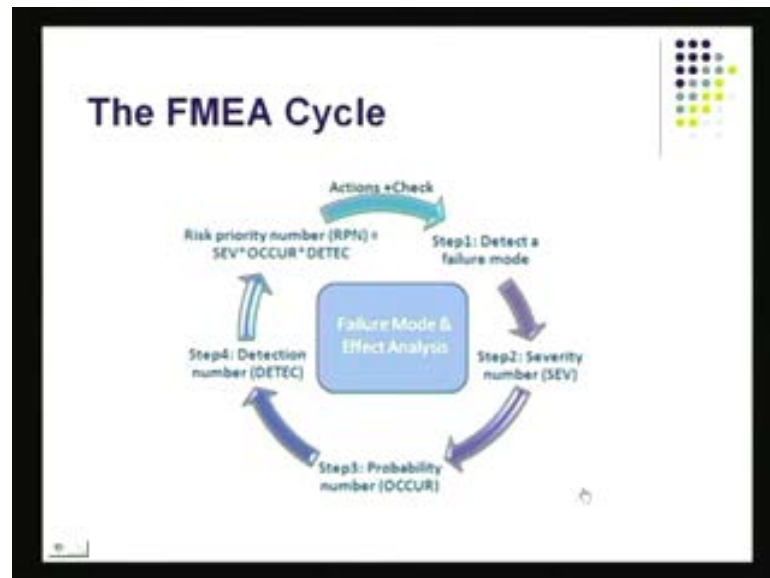 The FMEA Cycle
Actions +Check
Step1: Detect a
failure mode
Step2: Severity
number (SEV)
Step3: Probability
number (OCCUR)
Step4: Detection
number (DETEC)
Risk priority number (RPN) =
SEV*OCCUR*DETEC
Failure Mode &
Effect Analysis